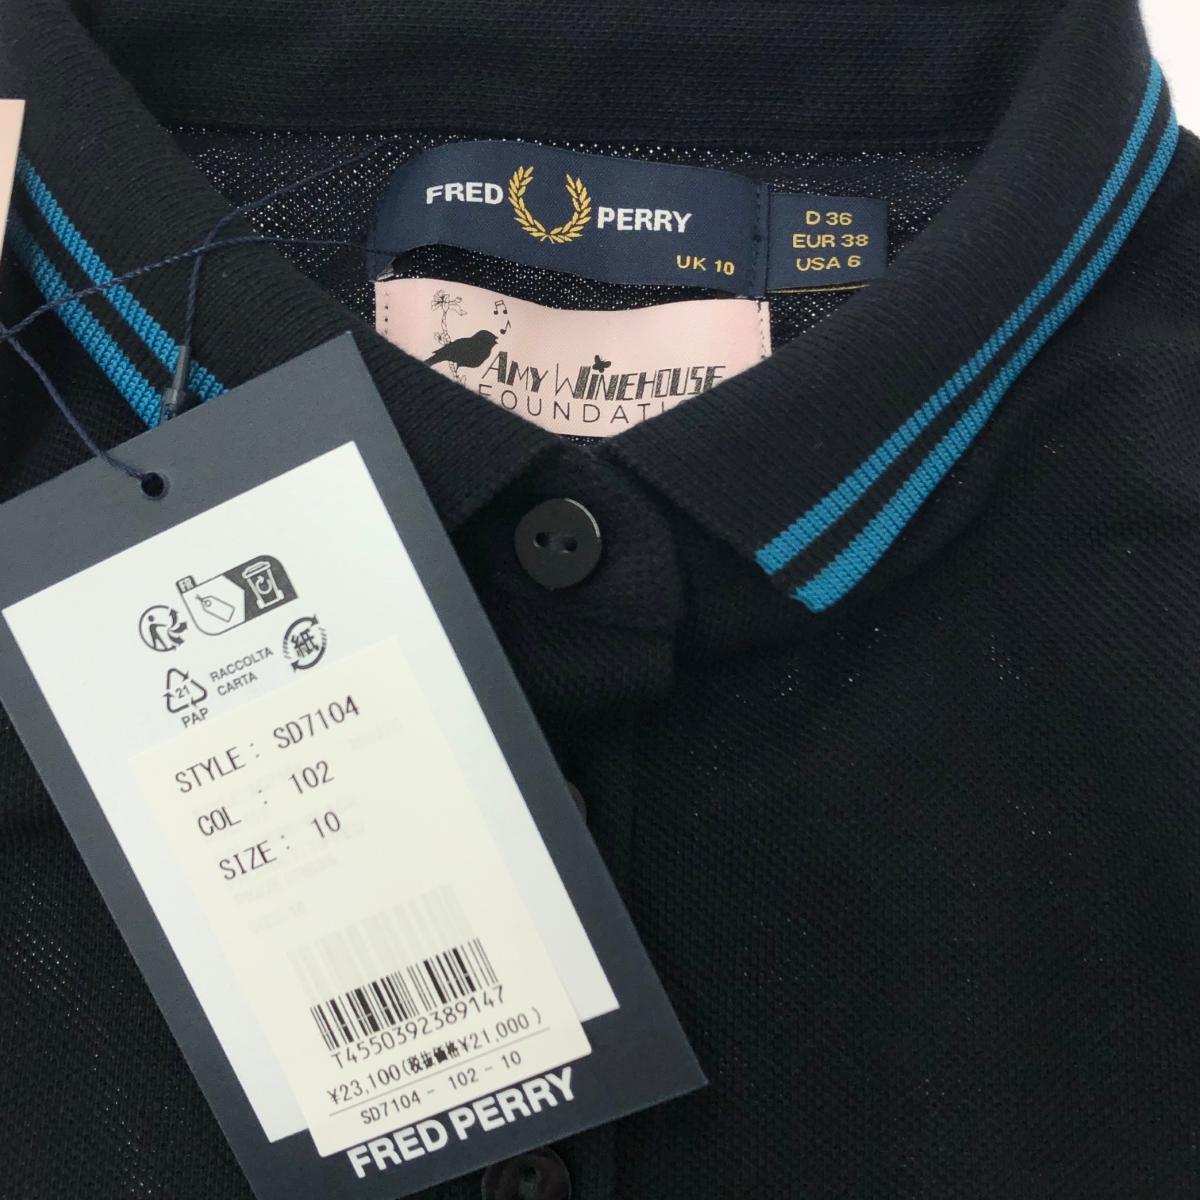 FRED PERRY
UK 10
D 36
EUR 38
USA 6
AMY WINEHOUSE
FOUNDATI
FR
21
PAP
RACCOLTA
CARTA
紙
STYLE: SD7104
COL : 102
SIZE: 10
T4550392389147
¥23,100(税抜価格¥21,000)
SD7104 - 102 - 10
FRED PERRY